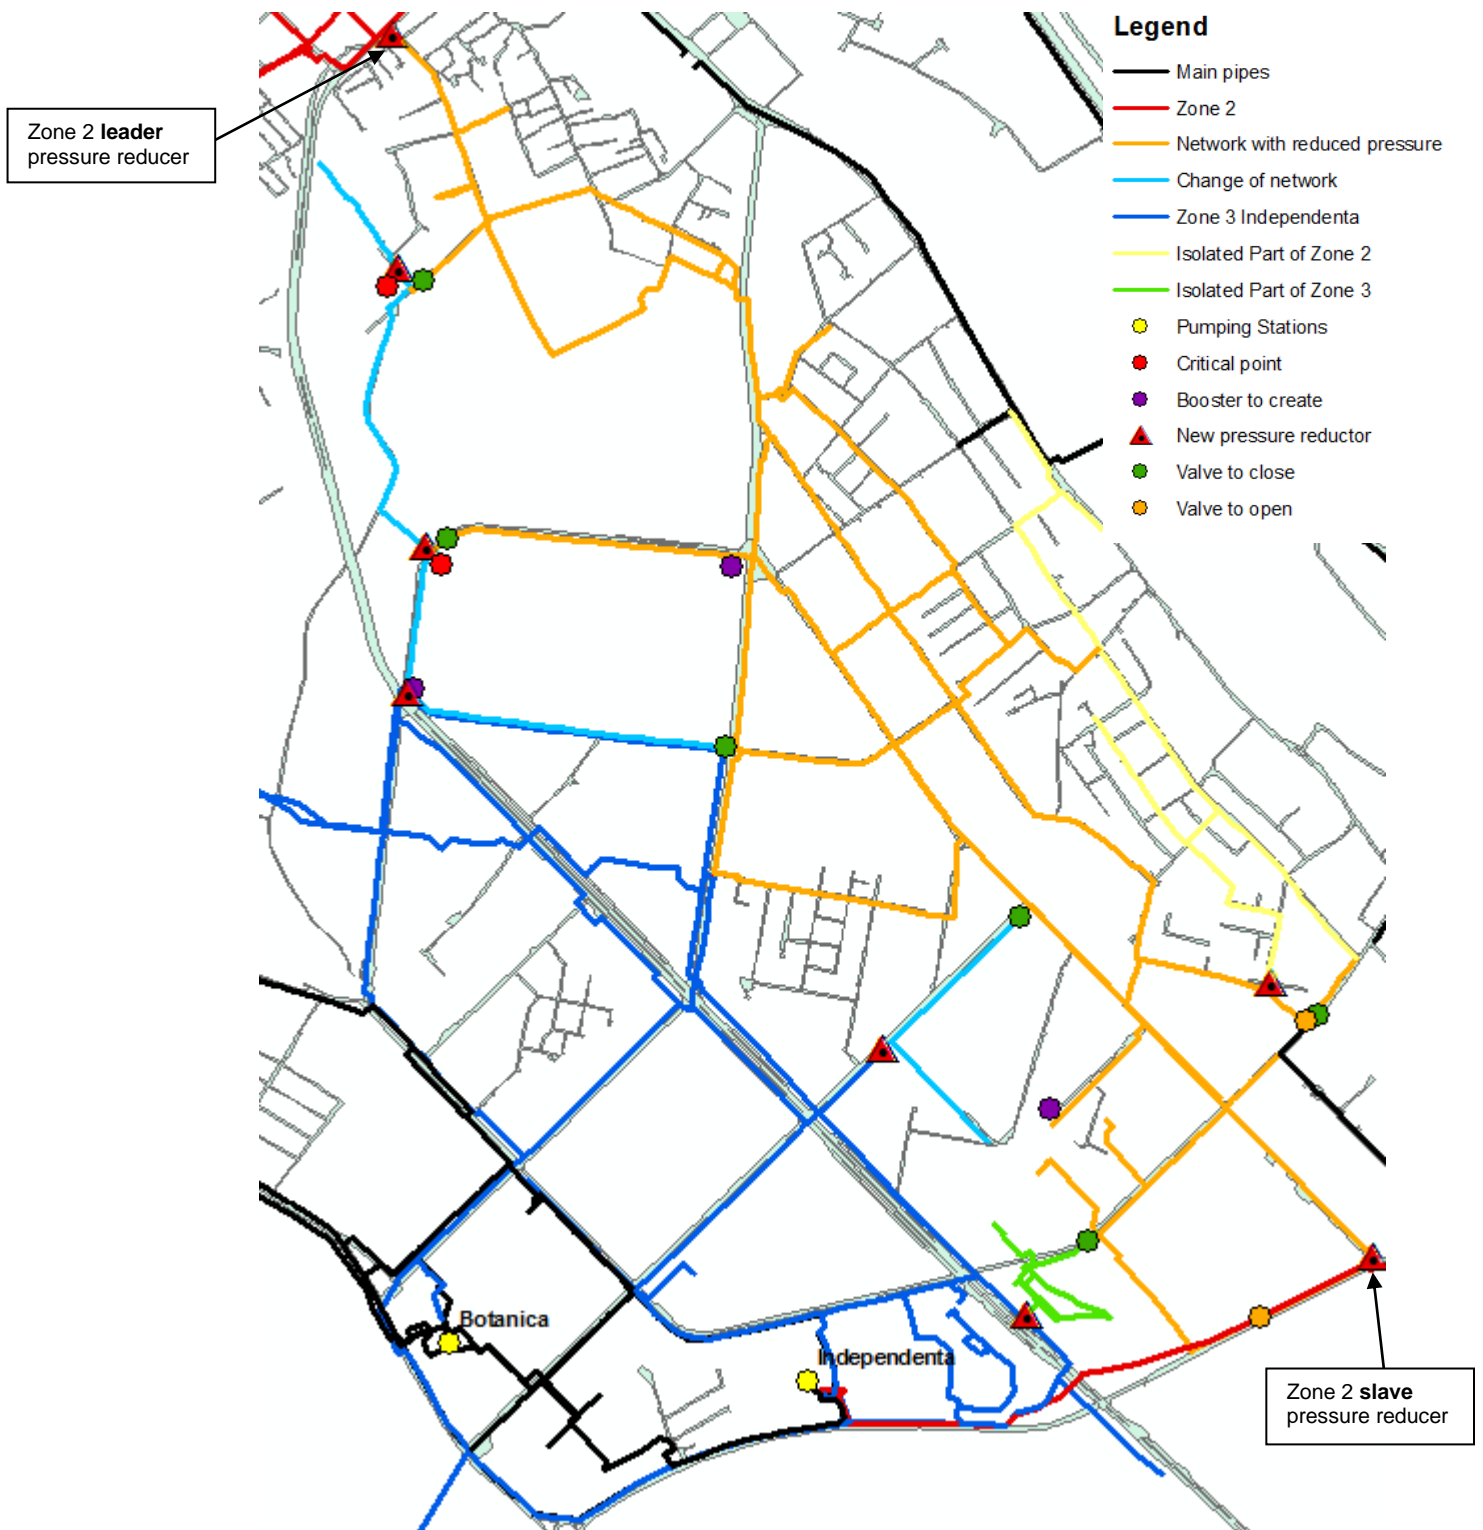 Legend
Main pipes
Zone 2
Network with reduced pressure
Change of network
Zone 3 Independenta
Isolated Part of Zone 2
Isolated Part of Zone 3
Pumping Stations
Critical point
Booster to create
New pressure reductor
Valve to close
Valve to open
Zone 2 leader
pressure reducer
Botanica
Independenta
Zone 2 slave
pressure reducer